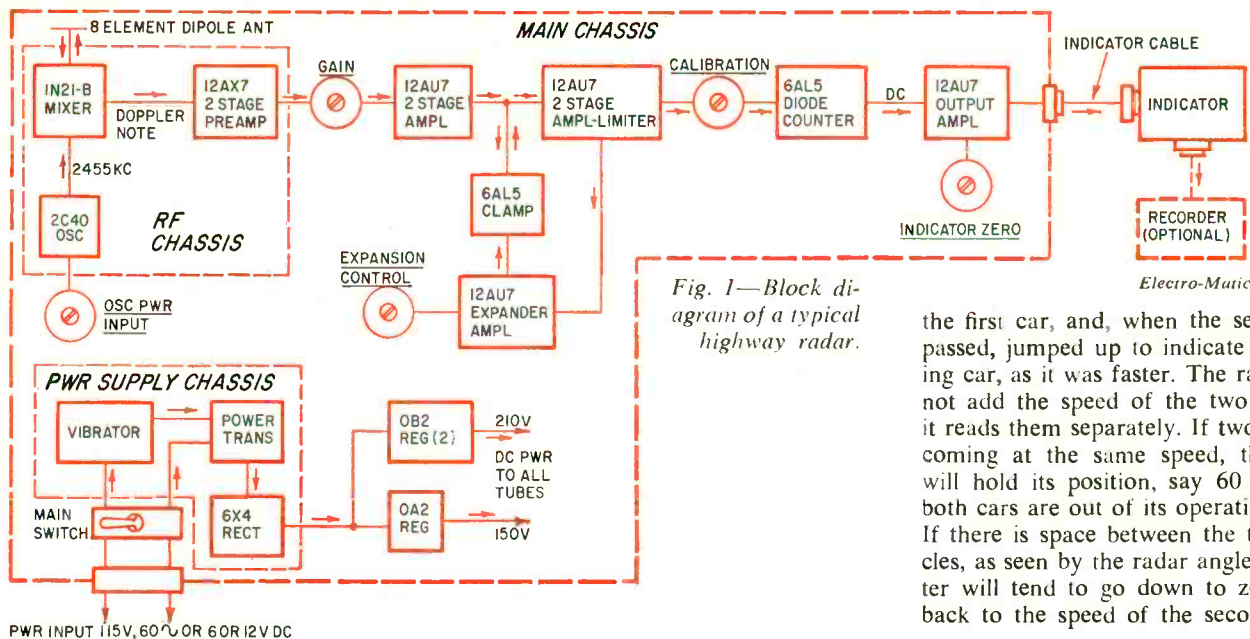 8 ELEMENT DIPOLE ANT
MAIN CHASSIS
INDICATOR CABLE
1N21-B
MIXER
DOPPLER
NOTE
12AX7
2 STAGE
PREAMP
GAIN
12AU7
2 STAGE
AMPL
12AU7
2 STAGE
AMPL-LIMITER
CALIBRATION
6AL5
DIODE
COUNTER
DC
12AU7
OUTPUT
AMPL
INDICATOR
2455KC
2C40
OSC
RF
CHASSIS
6AL5
CLAMP
INDICATOR ZERO
RECORDER
(OPTIONAL)
OSC PWR
INPUT
EXPANSION
CONTROL
12AU7
EXPANDER
AMPL
Fig. 1—Block di-
agram of a typical
highway radar.
Electro-Matic
PWR SUPPLY CHASSIS
VIBRATOR
POWER
TRANS
MAIN
SWITCH
6X4
RECT
OB2
REG (2)
210V
DC PWR
TO ALL
TUBES
OA2
REG
150V
PWR INPUT 115V, 60∿ OR 6 OR 12V DC
the first car, and, when the se
passed, jumped up to indicate
ing car, as it was faster. The ra
not add the speed of the two
it reads them separately. If two
coming at the same speed, t
will hold its position, say 60
both cars are out of its operati
If there is space between the t
cles, as seen by the radar angle
ter will tend to go down to z
back to the speed of the seco